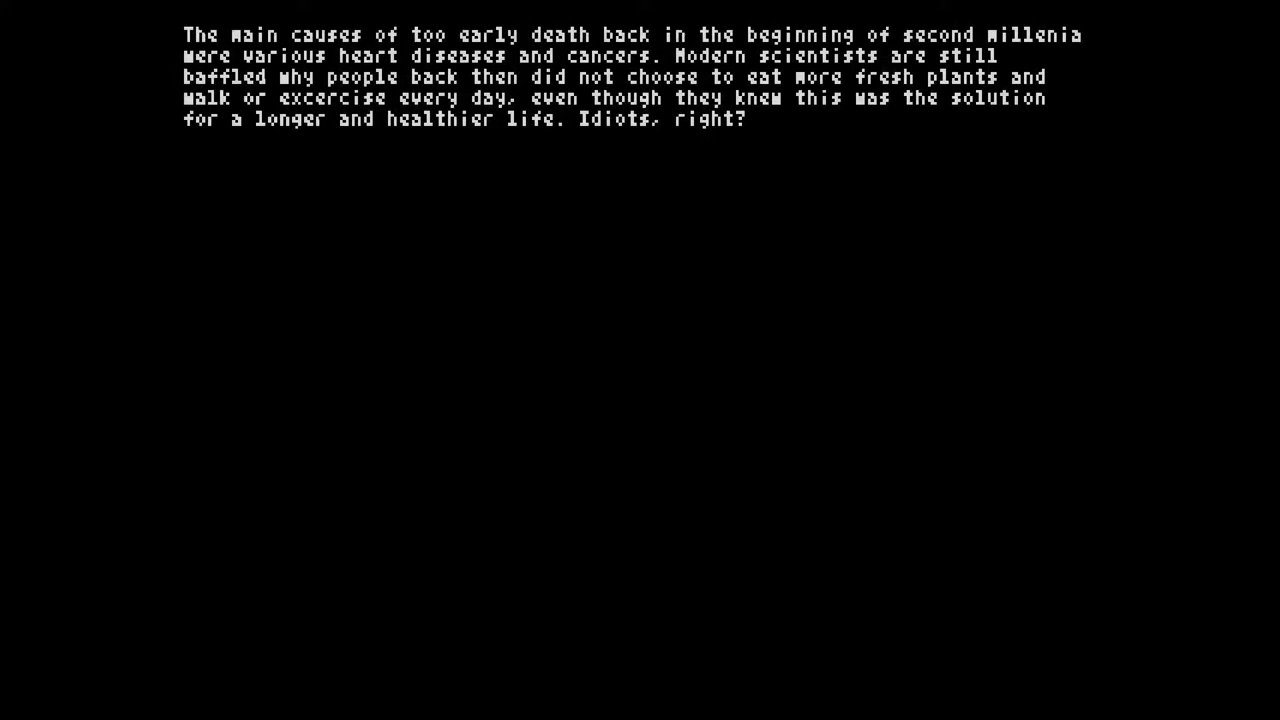 The main causes of too early death back in the beginning of second millenia
were various heart diseases and cancers. Modern scientists are still
baffled why people back then did not choose to eat more fresh plants and
walk or excercise every day, even though they knew this was the solution
for a longer and healthier life. Idiots, right?